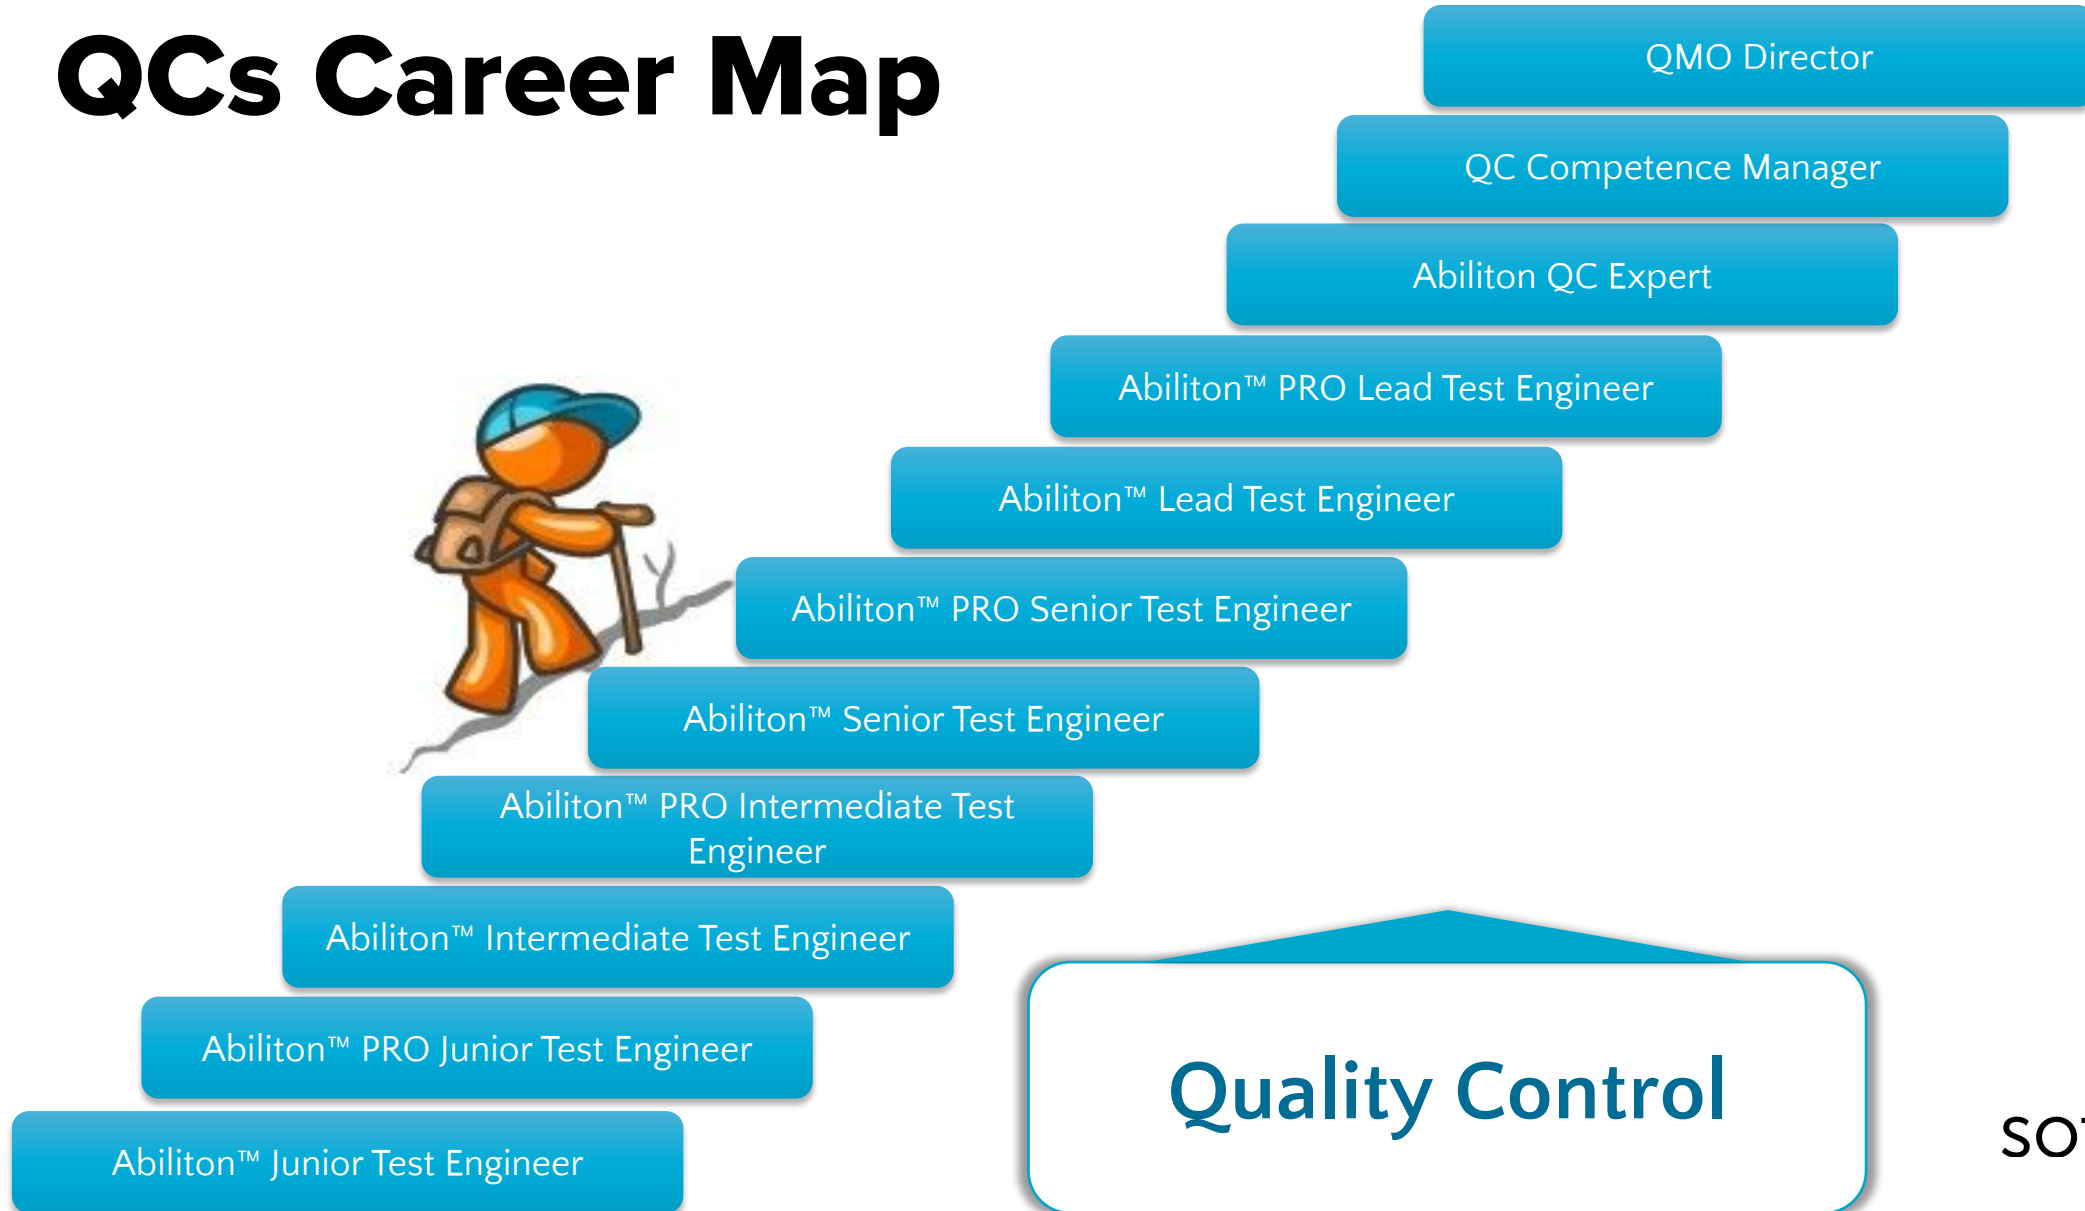 QCs Career Map
QMO Director
QC Competence Manager
Abiliton QC Expert
Abiliton™ PRO Lead Test Engineer
Abiliton™ Lead Test Engineer
Abiliton™ PRO Senior Test Engineer
Abiliton™ Senior Test Engineer
Abiliton™ PRO Intermediate Test
Engineer
Abiliton™ Intermediate Test Engineer
Abiliton™ PRO Junior Test Engineer
Abiliton™ Junior Test Engineer
Quality Control